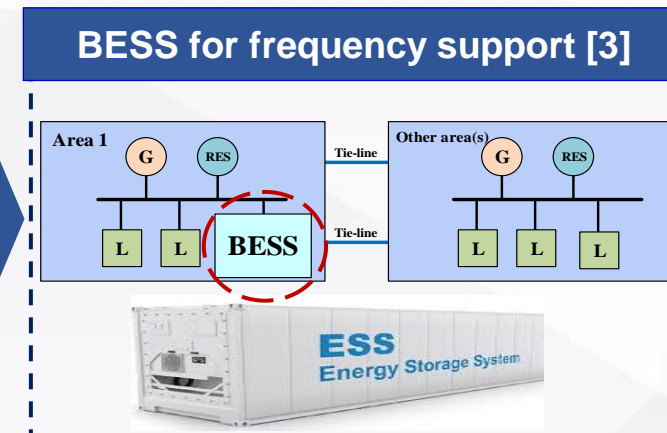 BESS for frequency support [3]
Area 1
G
RES
Tie-line
Other area(s)
G
RES
L
L
BESS
Tie-line
L
L
L
ESS
Energy Storage System